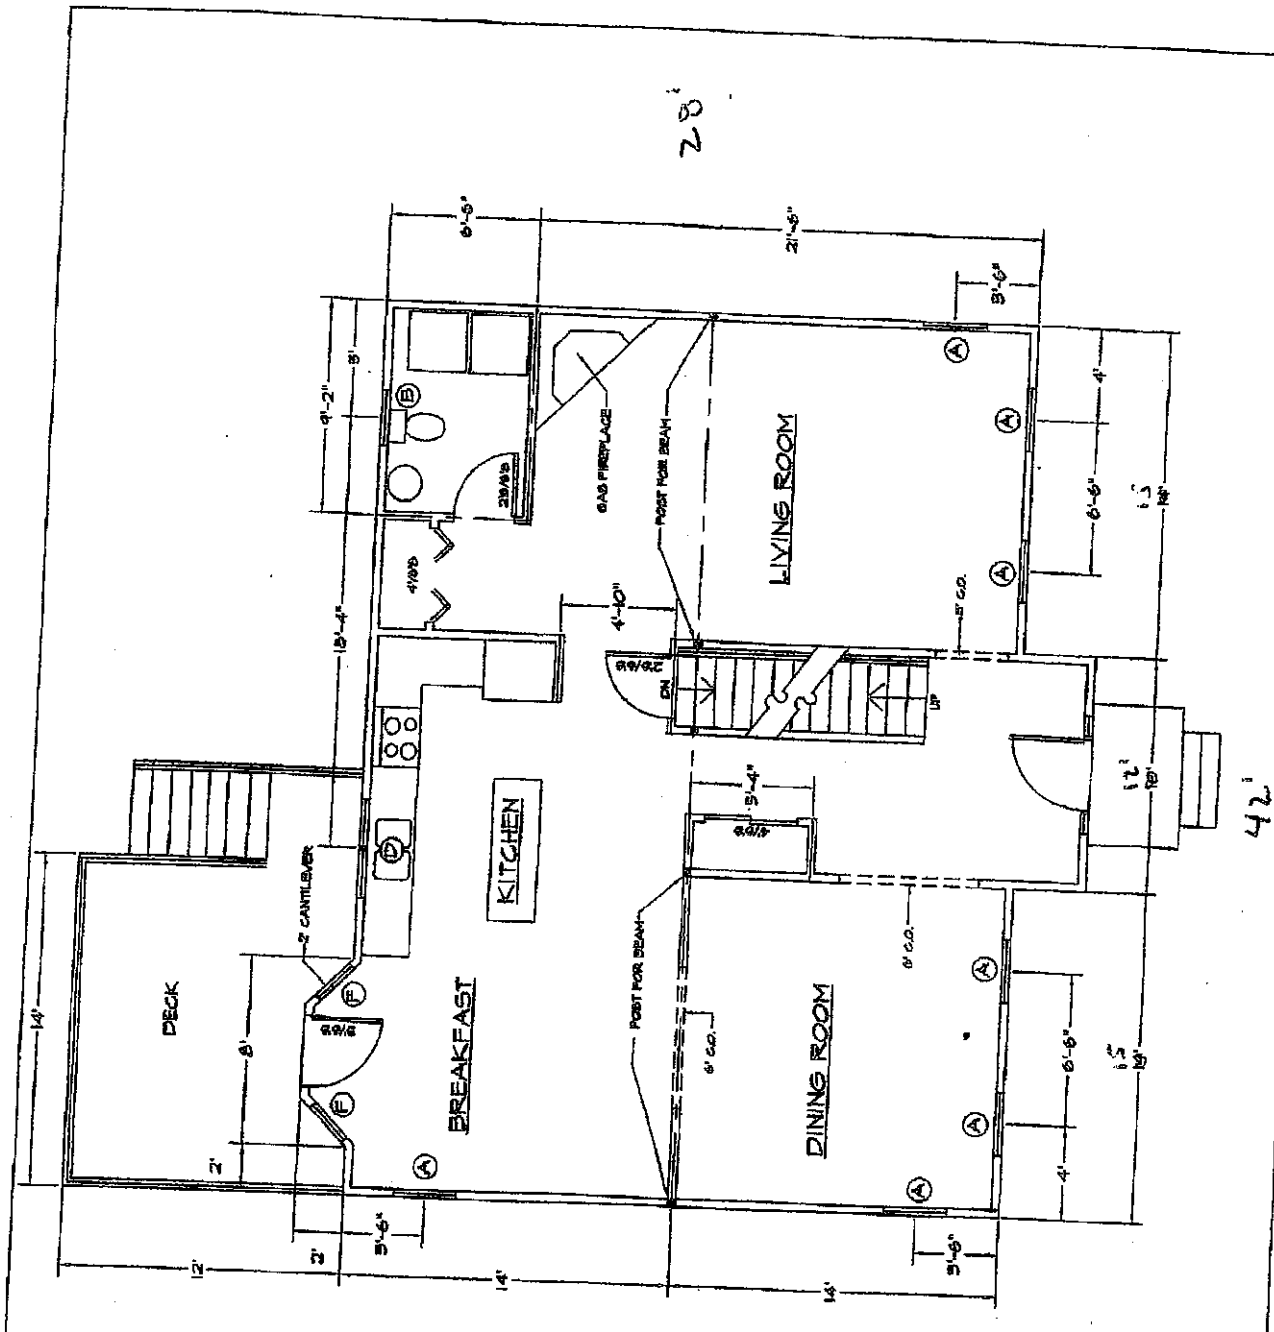 28'
6'-6"
21'-6"
3'-6"
9'-2"
5'
B
2/8/6/8
4'/6/8
18'-4"
GAS FIREPLACE
POST FOR BEAM
A
LIVING ROOM
A
A
4'
6'-6"
4'-10"
5' C.O.
DN
UP
2' CANTILEVER
D
KITCHEN
5'-4"
12'
42'
DECK
14'
8'
F
F
BREAKFAST
POST FOR BEAM
6' C.O.
6' C.O.
DINING ROOM
A
A
A
A
6'-6"
15
4'
2'
2'
3'-6"
3'-6"
12'
14'
14'